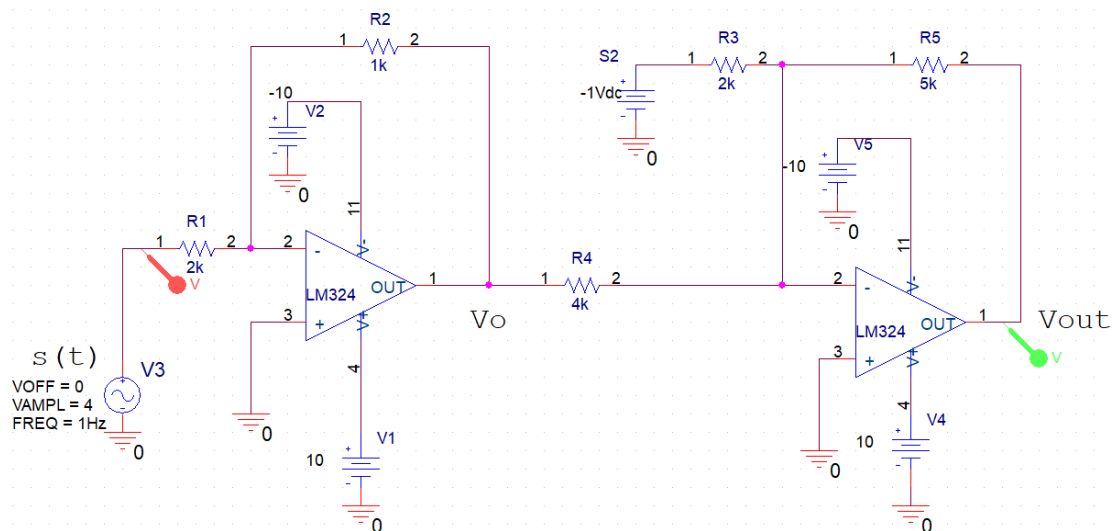 R2
1
2
1k
-10
V2
0
11
R1
1
2
2k
V
2
-
V-
LM324
OUT
1
3
+
V+
Vo
4
0
s(t)
V3
VOFF = 0
VAMPL = 4
FREQ = 1Hz
0
V1
10
0
S2
-1Vdc
0
R3
1
2
2k
R5
1
2
5k
V5
-10
0
11
R4
1
2
4k
2
-
V-
LM324
OUT
1
Vout
V
3
+
V+
4
0
V4
10
0